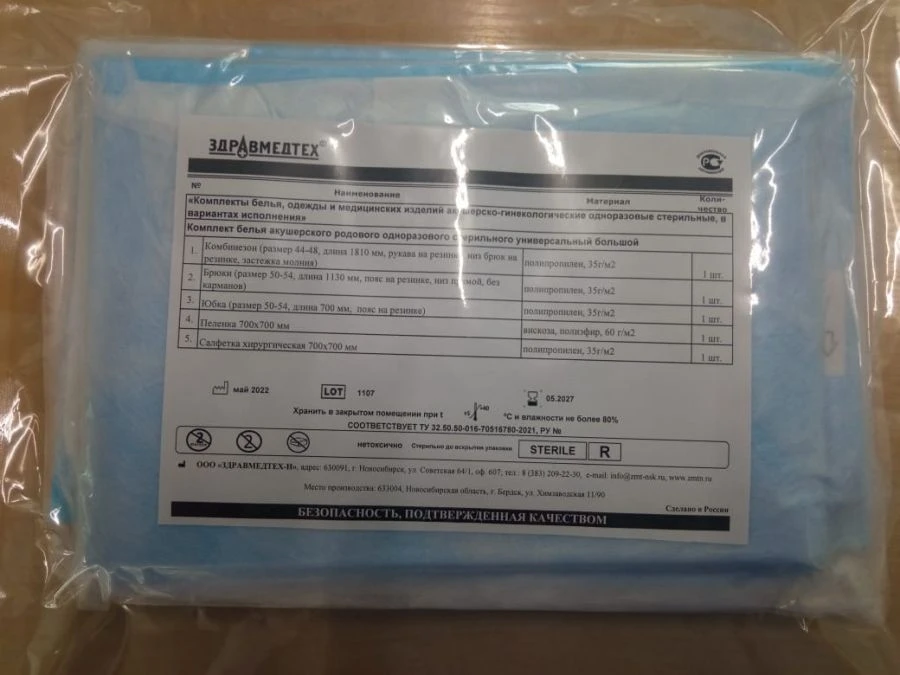 ЗДРАВМЕДТЕХ®
№ Наименование Материал Коли-
чество
«Комплекты белья, одежды и медицинских изделий акушерско-гинекологические одноразовые стерильные, в
вариантах исполнения»
Комплект белья акушерского родового одноразового стерильного универсальный большой
1. Комбинезон (размер 44-48, длина 1810 мм, рукава на резинке, низ брюк на
резинке, застежка молния) полипропилен, 35г/м2 1 шт.
2. Брюки (размер 50-54, длина 1130 мм, пояс на резинке, низ прямой, без
карманов) полипропилен, 35г/м2 1 шт.
3. Юбка (размер 50-54, длина 700 мм, пояс на резинке) полипропилен, 35г/м2 1 шт.
4. Пеленка 700х700 мм вискоза, полиэфир, 60 г/м2 1 шт.
5. Салфетка хирургическая 700х700 мм полипропилен, 35г/м2 1 шт.
май 2022 LOT 1107 05.2027
Хранить в закрытом помещении при t +5 +40 °С и влажности не более 80%
СООТВЕТСТВУЕТ ТУ 32.50.50-016-70516780-2021, РУ №
2 2 нетоксично Стерильно до вскрытия упаковки STERILE R
ООО «ЗДРАВМЕДТЕХ-Н», адрес: 630091, г. Новосибирск, ул. Советская 64/1, оф. 607; тел.: 8 (383) 209-22-30, e-mail: info@zmt-nsk.ru, www.zmtn.ru
Место производства: 633004, Новосибирская область, г. Бердск, ул. Химзаводская 11/90
Сделано в России
БЕЗОПАСНОСТЬ, ПОДТВЕРЖДЕННАЯ КАЧЕСТВОМ